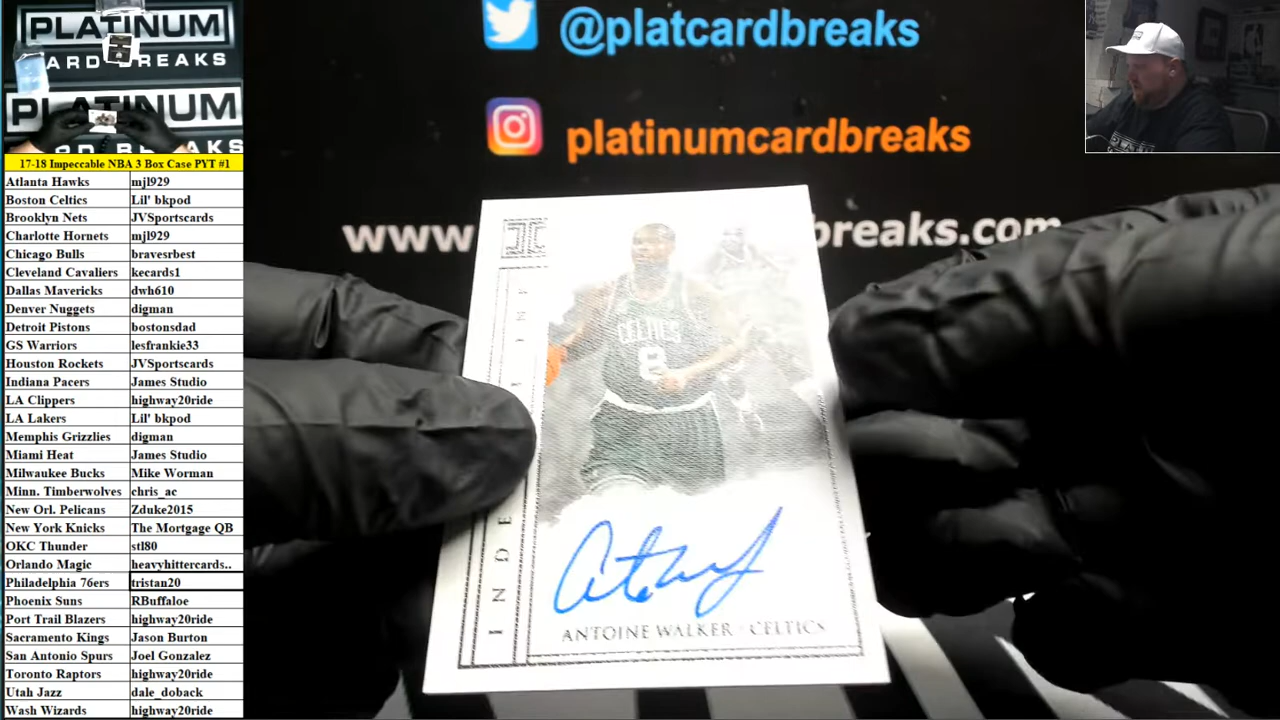 PLATINUM
ARD BREAKS
PLATINUM
RD BREAKS
@platcardbreaks
platinumcardbreaks
www. breaks.com
17-18 Impeccable NBA 3 Box Case PYT #1
Atlanta Hawks mjl929
Boston Celtics Lil' bkpod
Brooklyn Nets JVSportscards
Charlotte Hornets mjl929
Chicago Bulls bravesrbest
Cleveland Cavaliers kecards1
Dallas Mavericks dwh610
Denver Nuggets digman
Detroit Pistons bostonsdad
GS Warriors lesfrankie33
Houston Rockets JVSportscards
Indiana Pacers James Studio
LA Clippers highway20ride
LA Lakers Lil' bkpod
Memphis Grizzlies digman
Miami Heat James Studio
Milwaukee Bucks Mike Worman
Minn. Timberwolves chris_ac
New Orl. Pelicans Zduke2015
New York Knicks The Mortgage QB
OKC Thunder stl80
Orlando Magic heavyhittercards..
Philadelphia 76ers tristan20
Phoenix Suns RBuffaloe
Port Trail Blazers highway20ride
Sacramento Kings Jason Burton
San Antonio Spurs Joel Gonzalez
Toronto Raptors highway20ride
Utah Jazz dale_doback
Wash Wizards highway20ride
CELTICS
8
INDE
ANTOINE WALKER - CELTICS